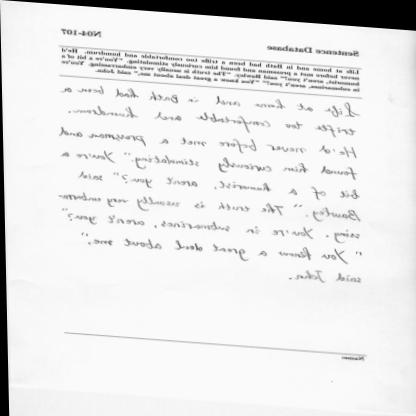 Sentence Database
N04-107
Life at home and in Bath had been a trifle too comfortable and humdrum. He'd
never before met a pressman and found him curiously stimulating. "You're a bit of a
humorist, aren't you?" said Bawley. "The truth is usually very embarrassing. You're
in submarines, aren't you?" "You know a great deal about me," said John.
Life at home and in Bath had been a
trifle too comfortable and humdrum.
He'd never before met a pressman and
found him curiously stimulating. "You're a
bit of a humorist, aren't you?" said
Bawley. "The truth is usually very embarra-
ssing. You're in submarines, aren't you?"
"You know a great deal about me,"
said John.
Name: